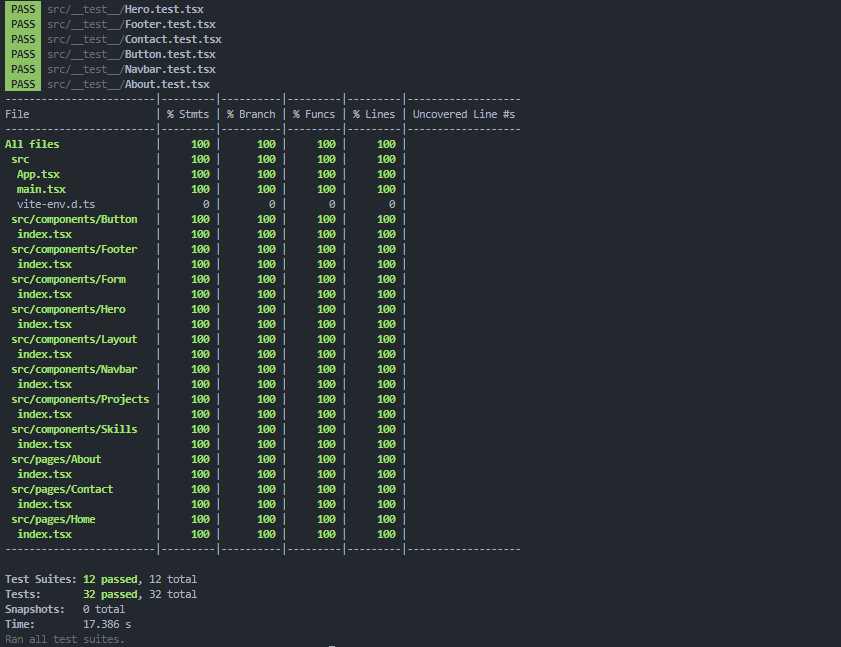 PASS src/__test__/Hero.test.tsx
PASS src/__test__/Footer.test.tsx
PASS src/__test__/Contact.test.tsx
PASS src/__test__/Button.test.tsx
PASS src/__test__/Navbar.test.tsx
PASS src/__test__/About.test.tsx
-------------------------|---------|----------|---------|---------|-------------------
File                     | % Stmts | % Branch | % Funcs | % Lines | Uncovered Line #s
-------------------------|---------|----------|---------|---------|-------------------
All files                |     100 |      100 |     100 |     100 |
 src                     |     100 |      100 |     100 |     100 |
  App.tsx                |     100 |      100 |     100 |     100 |
  main.tsx               |     100 |      100 |     100 |     100 |
  vite-env.d.ts          |       0 |        0 |       0 |       0 |
 src/components/Button   |     100 |      100 |     100 |     100 |
  index.tsx              |     100 |      100 |     100 |     100 |
 src/components/Footer   |     100 |      100 |     100 |     100 |
  index.tsx              |     100 |      100 |     100 |     100 |
 src/components/Form     |     100 |      100 |     100 |     100 |
  index.tsx              |     100 |      100 |     100 |     100 |
 src/components/Hero     |     100 |      100 |     100 |     100 |
  index.tsx              |     100 |      100 |     100 |     100 |
 src/components/Layout   |     100 |      100 |     100 |     100 |
  index.tsx              |     100 |      100 |     100 |     100 |
 src/components/Navbar   |     100 |      100 |     100 |     100 |
  index.tsx              |     100 |      100 |     100 |     100 |
 src/components/Projects |     100 |      100 |     100 |     100 |
  index.tsx              |     100 |      100 |     100 |     100 |
 src/components/Skills   |     100 |      100 |     100 |     100 |
  index.tsx              |     100 |      100 |     100 |     100 |
 src/pages/About         |     100 |      100 |     100 |     100 |
  index.tsx              |     100 |      100 |     100 |     100 |
 src/pages/Contact       |     100 |      100 |     100 |     100 |
  index.tsx              |     100 |      100 |     100 |     100 |
 src/pages/Home          |     100 |      100 |     100 |     100 |
  index.tsx              |     100 |      100 |     100 |     100 |
-------------------------|---------|----------|---------|---------|-------------------
Test Suites: 12 passed, 12 total
Tests:       32 passed, 32 total
Snapshots:   0 total
Time:        17.386 s
Ran all test suites.